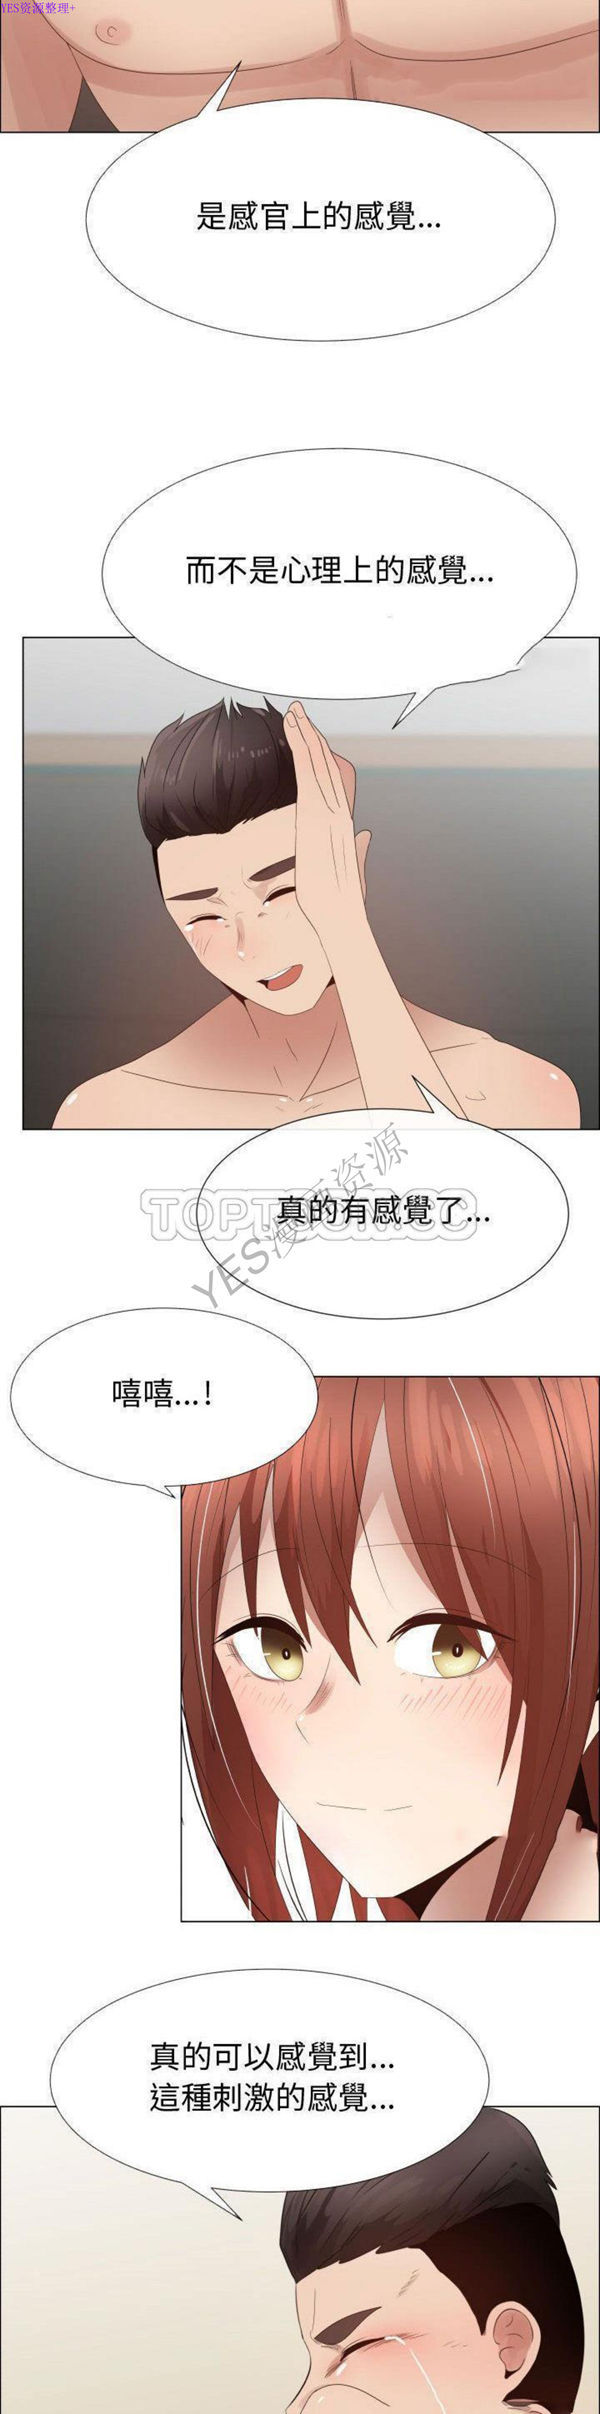 YES资源整理+
是感官上的感覺...
而不是心理上的感覺...
TOPTOON.CC
真的有感覺了...
YES漫画资源
嘻嘻...!
真的可以感覺到...
這種刺激的感覺...